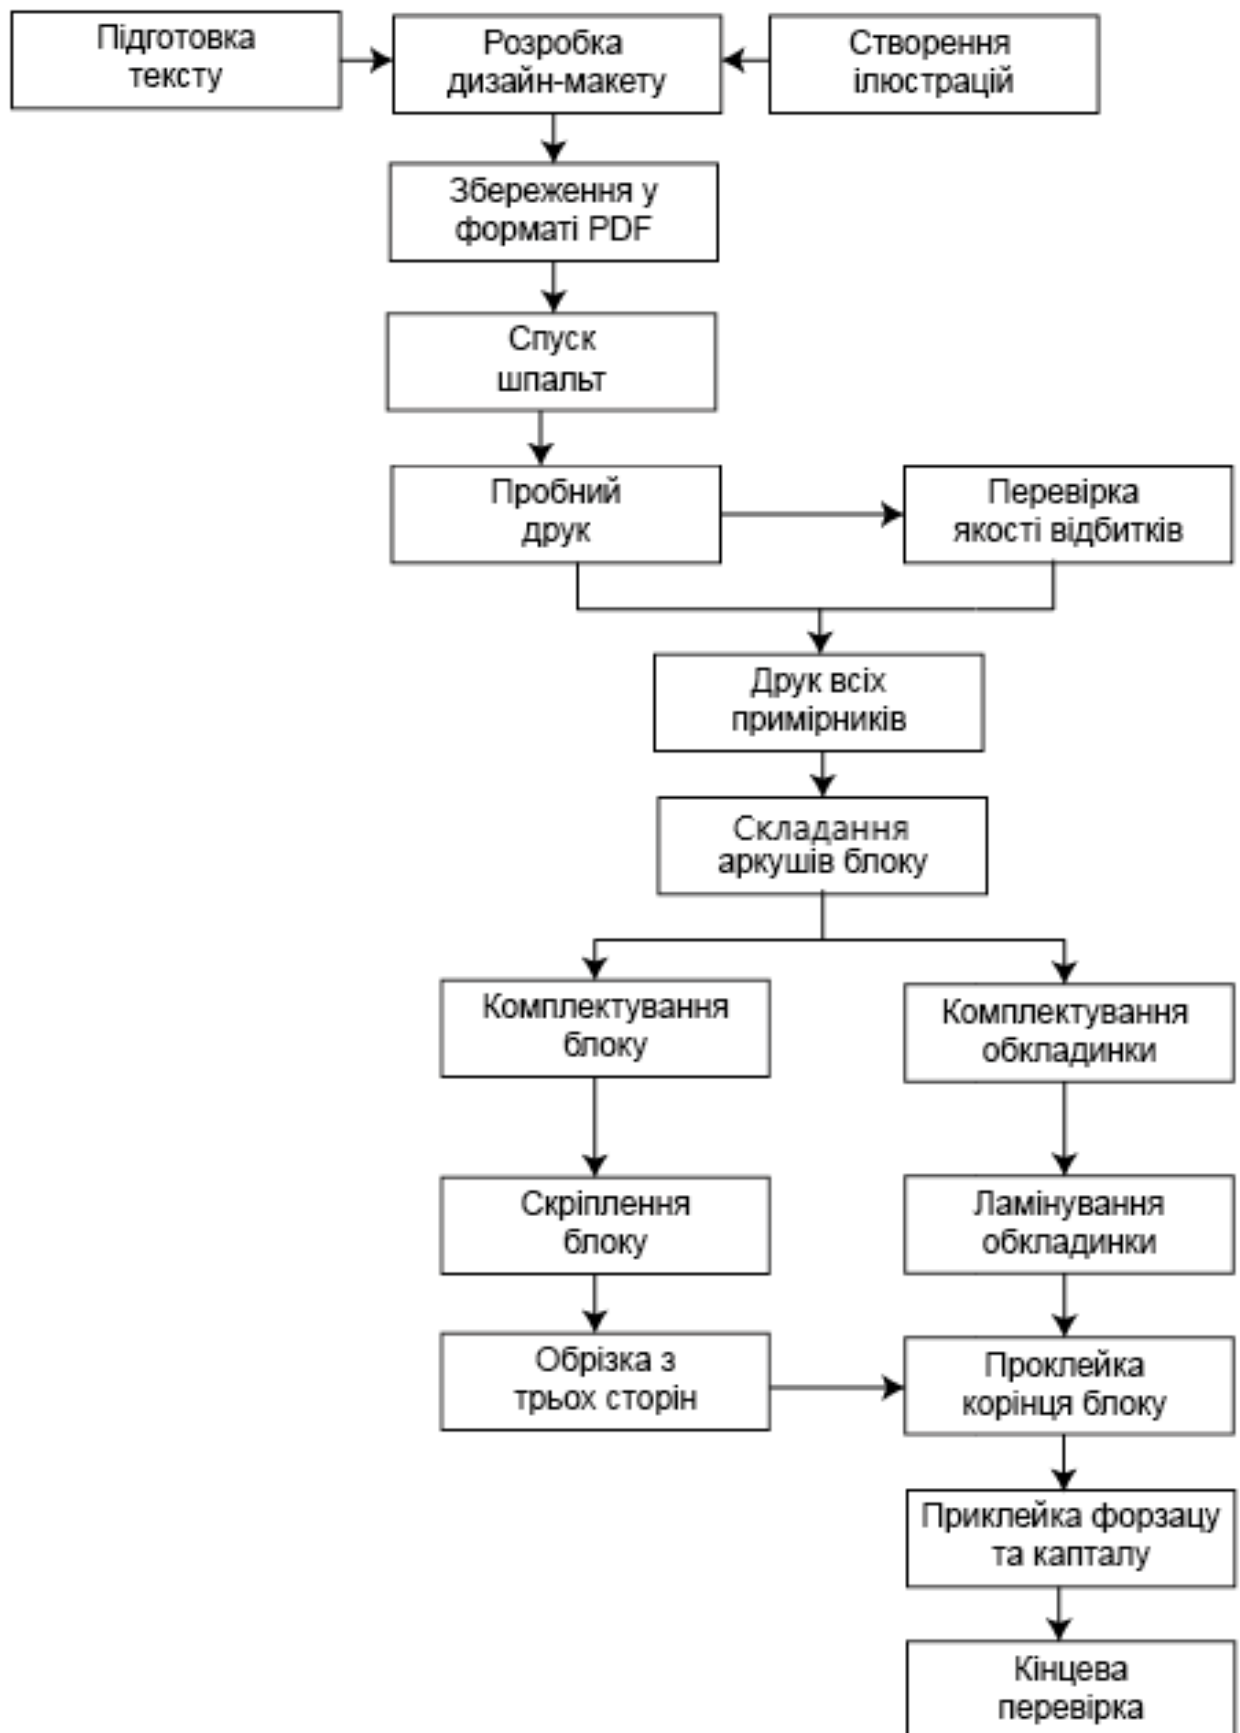 Підготовка
тексту
Розробка
дизайн-макету
Створення
ілюстрацій
Збереження у
форматі PDF
Спуск
шпальт
Пробний
друк
Перевірка
якості відбитків
Друк всіх
примірників
Складання
аркушів блоку
Комплектування
блоку
Комплектування
обкладинки
Скріплення
блоку
Ламінування
обкладинки
Обрізка з
трьох сторін
Проклейка
корінця блоку
Приклейка форзацу
та капталу
Кінцева
перевірка